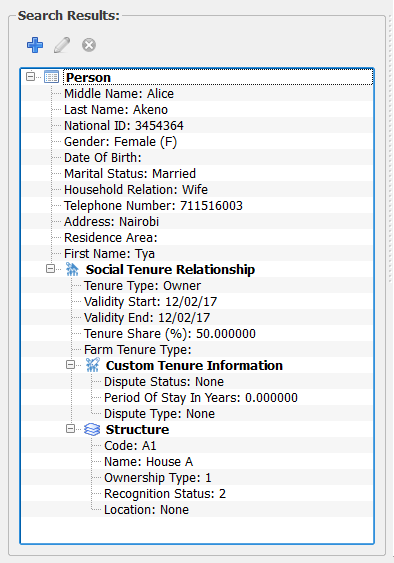 Search Results:
Person
Middle Name: Alice
Last Name: Akeno
National ID: 3454364
Gender: Female (F)
Date Of Birth:
Marital Status: Married
Household Relation: Wife
Telephone Number: 711516003
Address: Nairobi
Residence Area:
First Name: Tya
Social Tenure Relationship
Tenure Type: Owner
Validity Start: 12/02/17
Validity End: 12/02/17
Tenure Share (%): 50.000000
Farm Tenure Type:
Custom Tenure Information
Dispute Status: None
Period Of Stay In Years: 0.000000
Dispute Type: None
Structure
Code: A1
Name: House A
Ownership Type: 1
Recognition Status: 2
Location: None